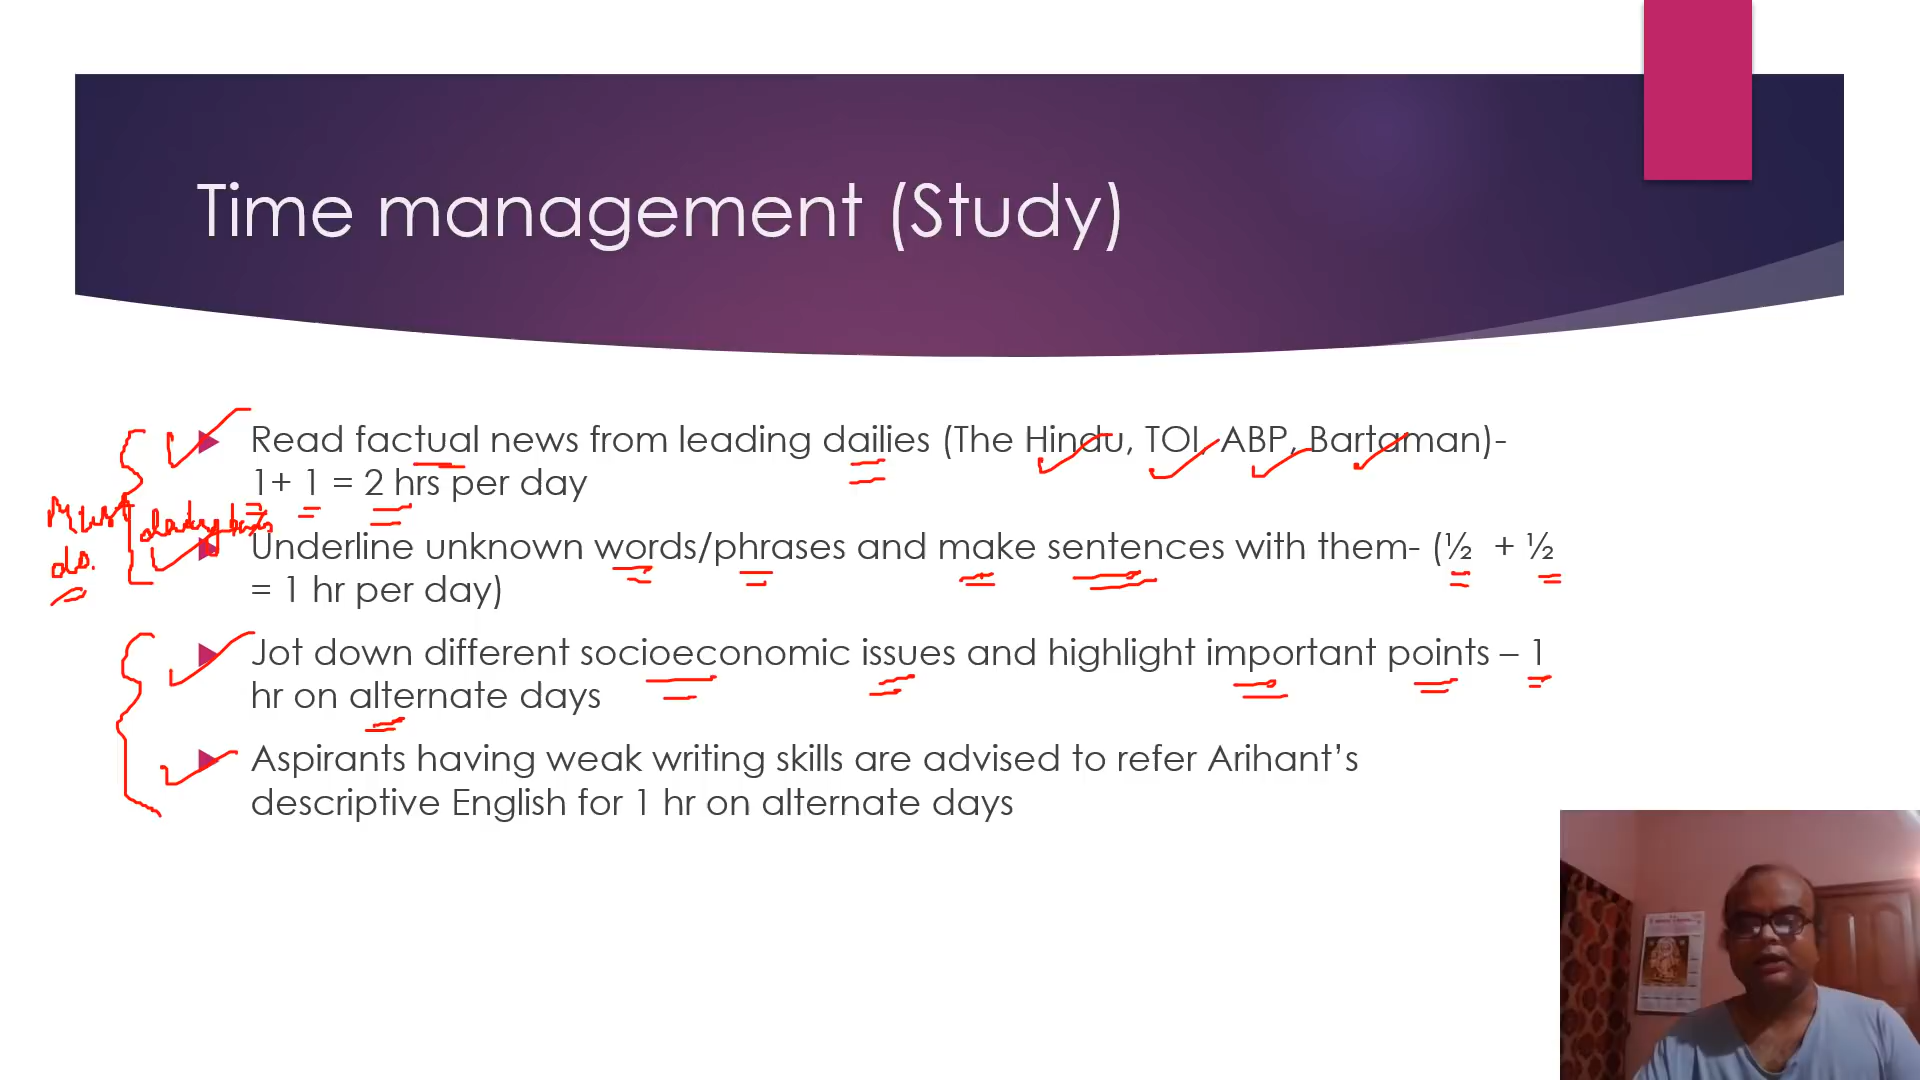 Time management (Study)
Read factual news from leading dailies (The Hindu, TOI, ABP, Bartaman)-
1+ 1 = 2 hrs per day
Must
do.
Underline unknown words/phrases and make sentences with them- (½ + ½
= 1 hr per day)
Jot down different socioeconomic issues and highlight important points – 1
hr on alternate days
Aspirants having weak writing skills are advised to refer Arihant’s
descriptive English for 1 hr on alternate days